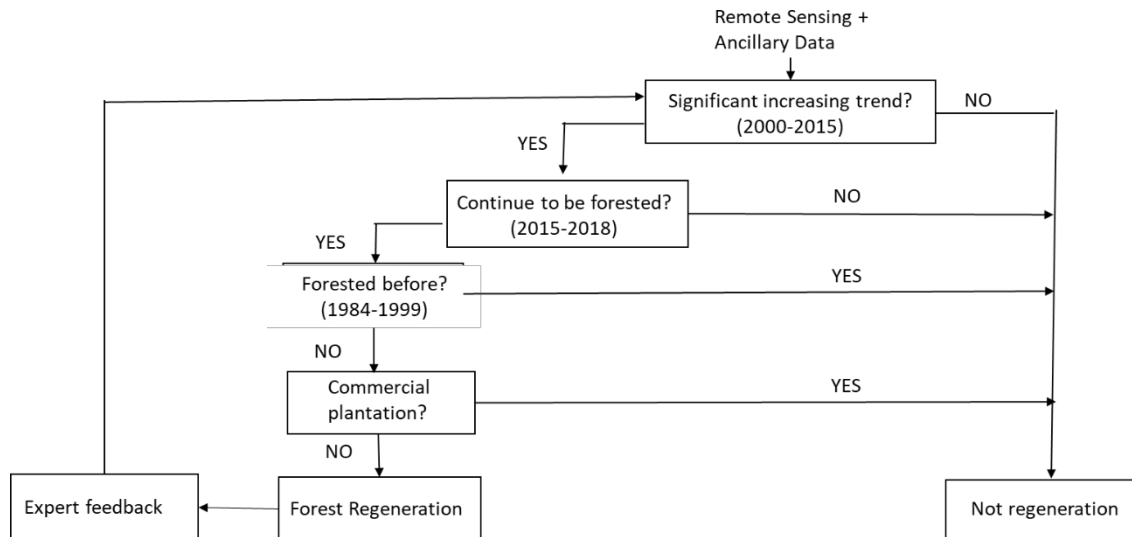 Remote Sensing +
Ancillary Data
Significant increasing trend?
(2000-2015)
NO
YES
Continue to be forested?
(2015-2018)
NO
YES
Forested before?
(1984-1999)
YES
NO
Commercial
plantation?
YES
NO
Expert feedback
Forest Regeneration
Not regeneration